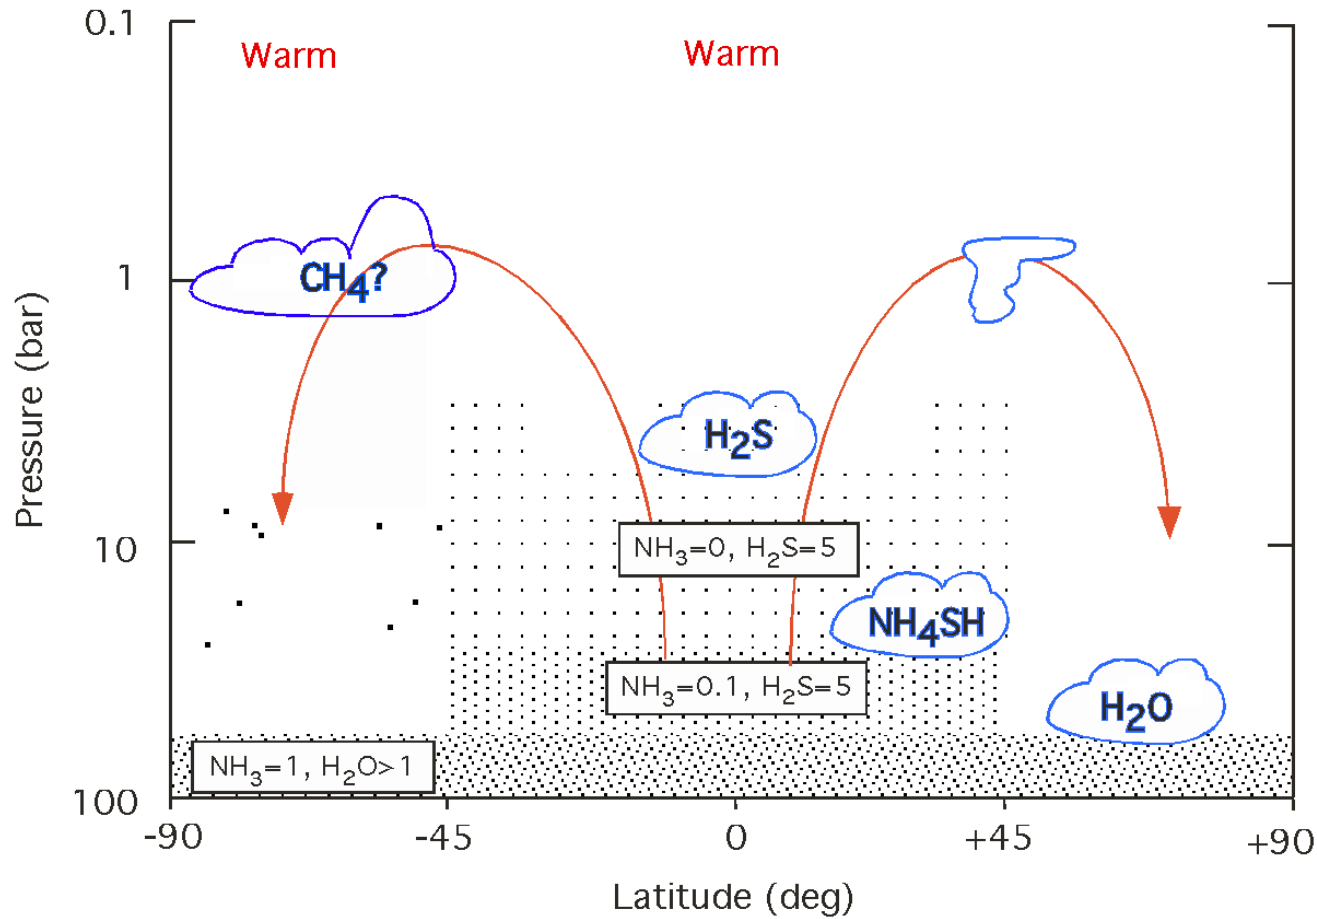 0.1
Warm
Warm
CH₄?
1
Pressure (bar)
H₂S
NH₃=0, H₂S=5
10
NH₄SH
NH₃=0.1, H₂S=5
H₂O
NH₃=1, H₂O>1
100
-90
-45
0
+45
+90
Latitude (deg)